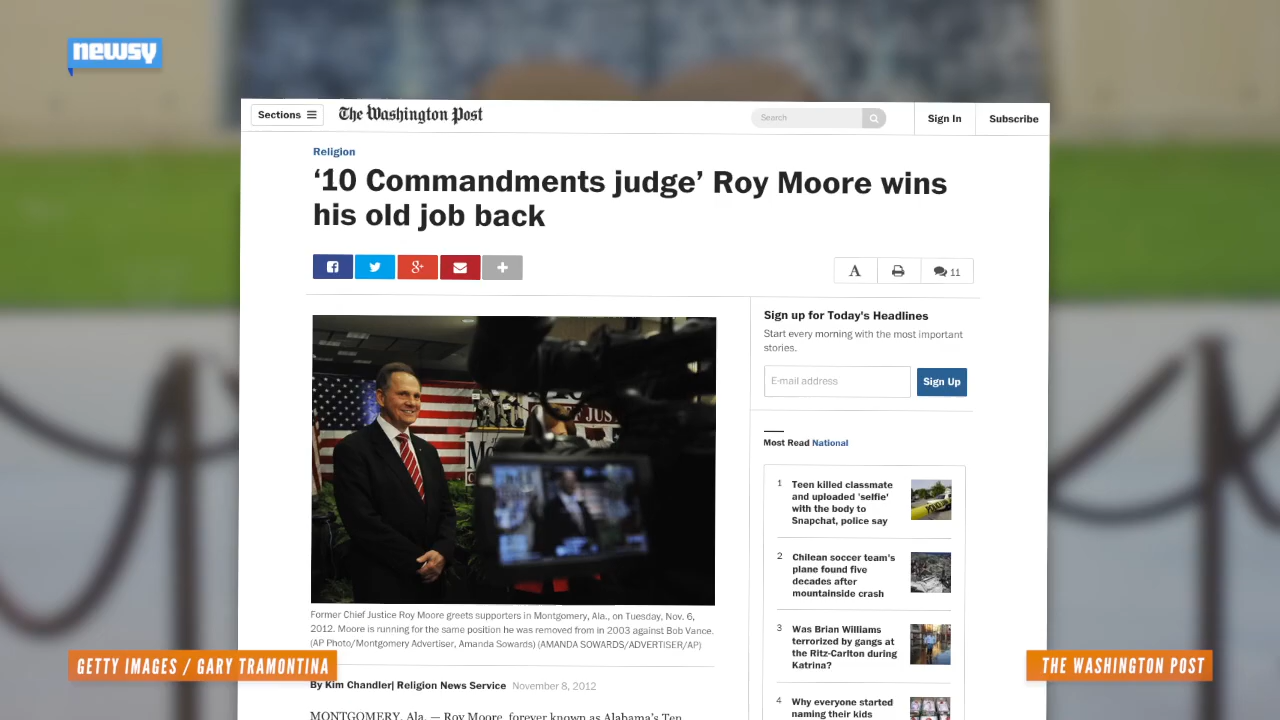 newsy
Sections
The Washington Post
Search
Sign In
Subscribe
Religion
‘10 Commandments judge’ Roy Moore wins
his old job back
8+
A
11
Sign up for Today's Headlines
Start every morning with the most important
stories.
E-mail address
Sign Up
Most Read National
1 Teen killed classmate
and uploaded 'selfie'
with the body to
Snapchat, police say
2 Chilean soccer team's
plane found five
decades after
mountainside crash
3 Was Brian Williams
terrorized by gangs at
the Ritz-Carlton during
Katrina?
4 Why everyone started
naming their kids
Former Chief Justice Roy Moore greets supporters in Montgomery, Ala., on Tuesday, Nov. 6,
2012. Moore is running for the same position he was removed from in 2003 against Bob Vance.
(AP Photo/Montgomery Advertiser, Amanda Sowards) (AMANDA SOWARDS/ADVERTISER/AP)
By Kim Chandler| Religion News Service November 8, 2012
MONTGOMERY, Ala. — Roy Moore, forever known as Alabama's Ten
GETTY IMAGES / GARY TRAMONTINA
THE WASHINGTON POST